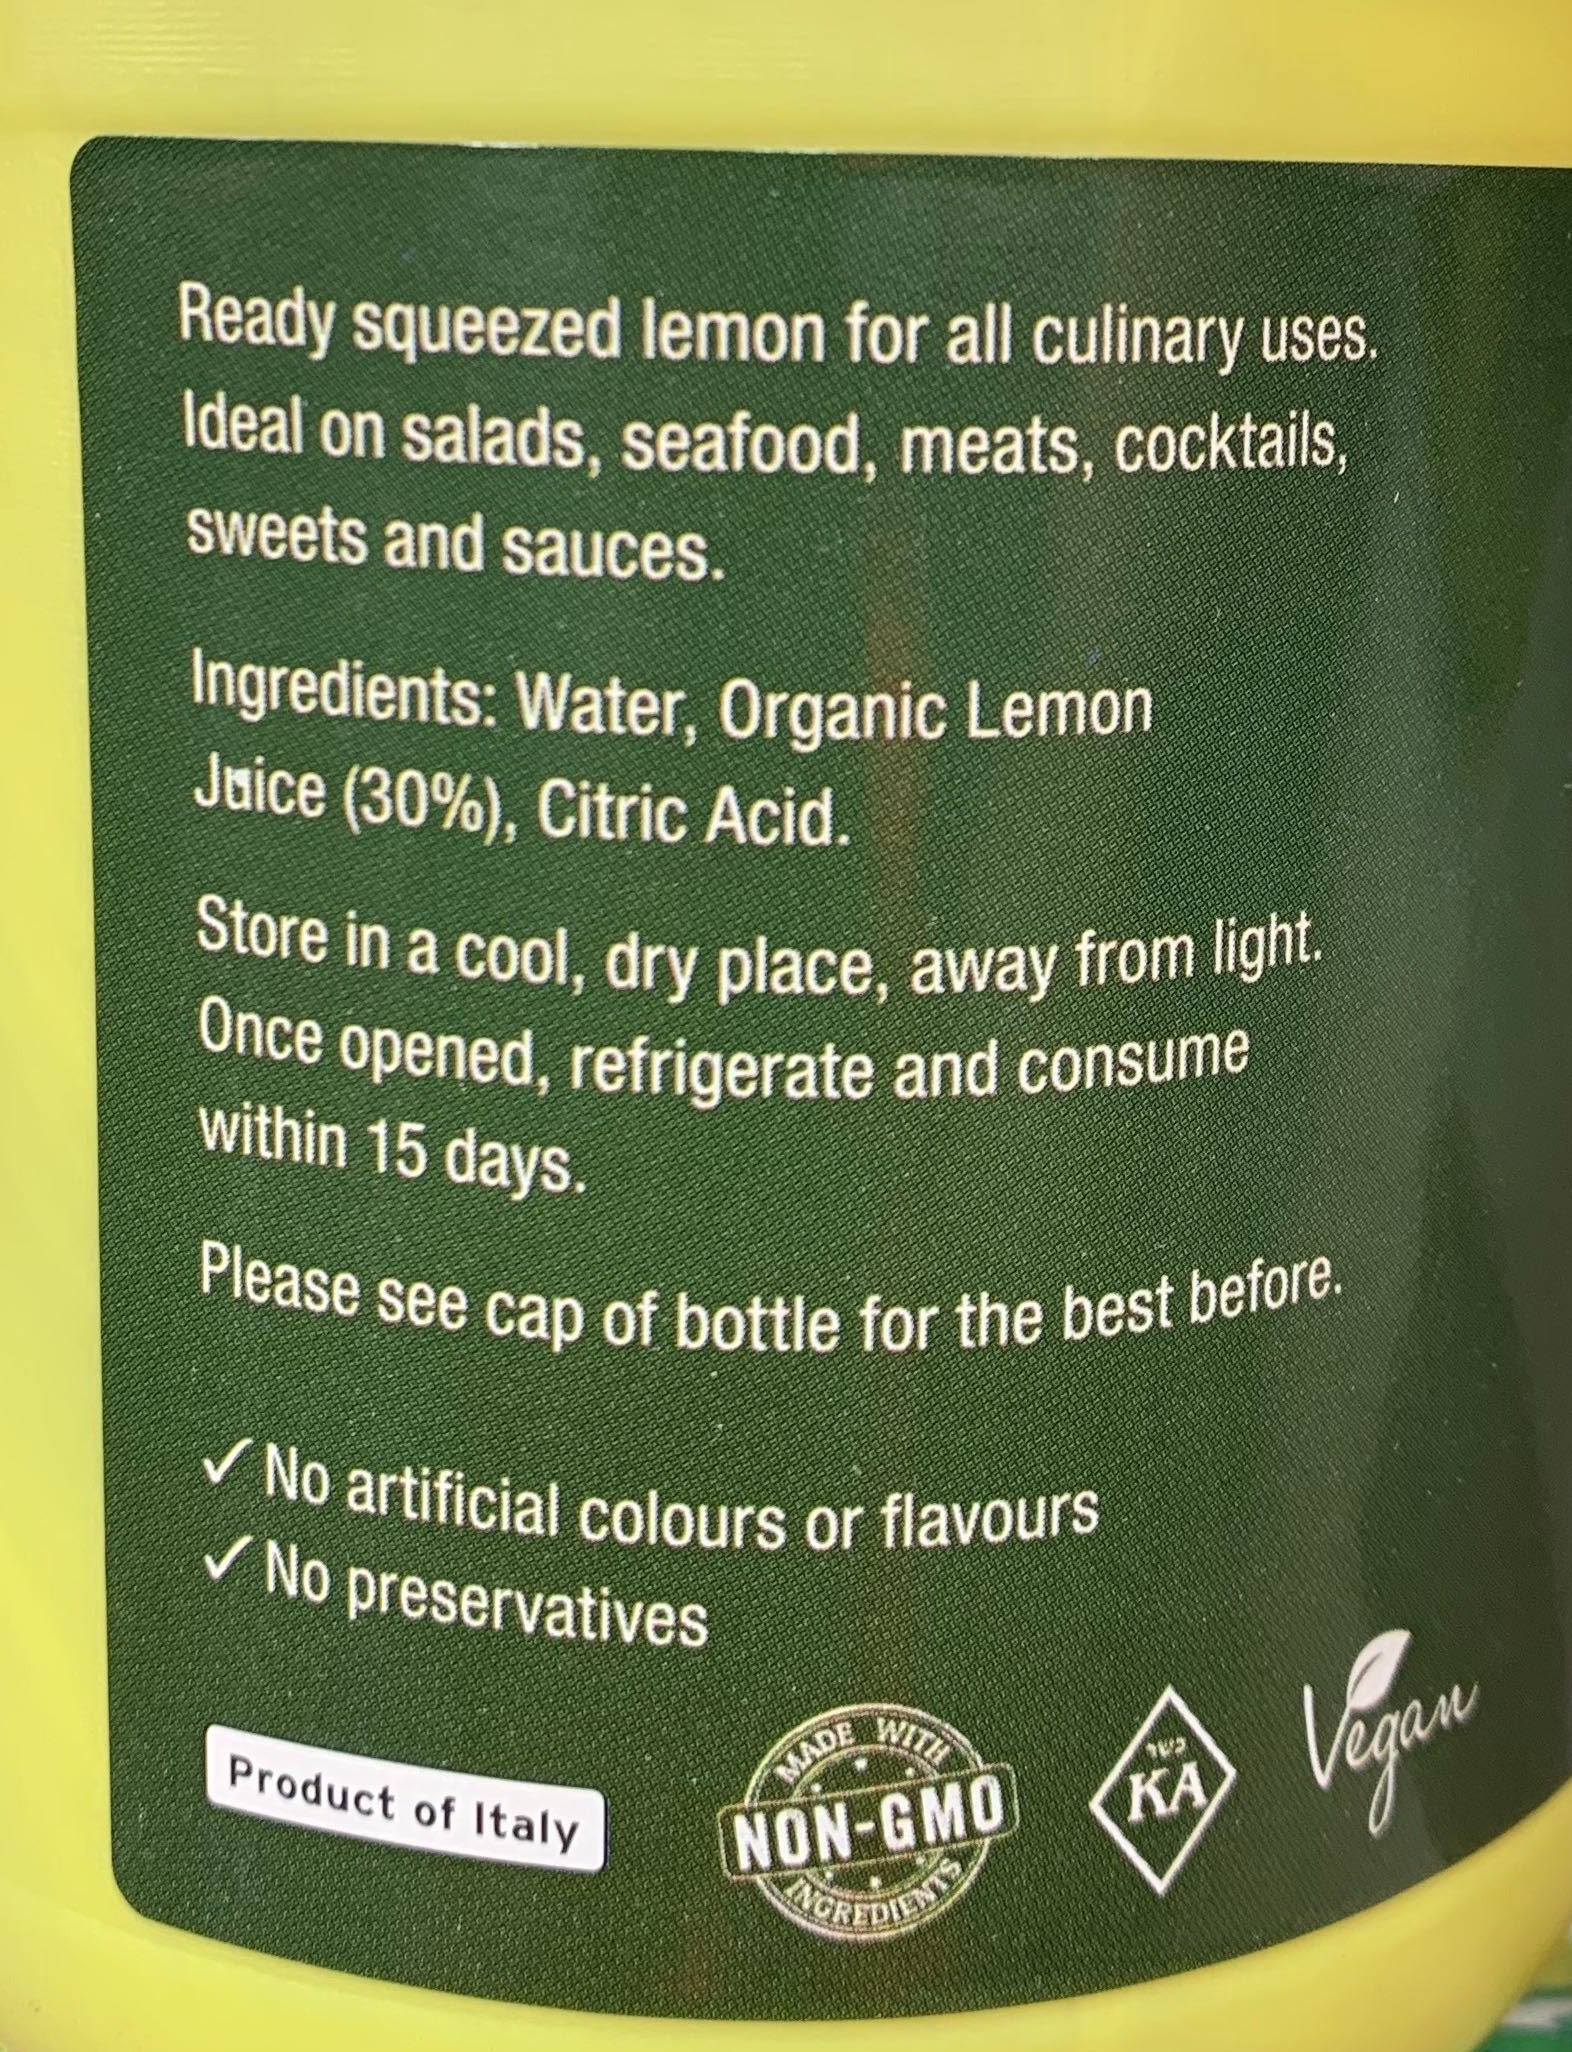 Ready squeezed lemon for all culinary uses.
Ideal on salads, seafood, meats, cocktails,
sweets and sauces.
Ingredients: Water, Organic Lemon
Juice (30%), Citric Acid.
Store in a cool, dry place, away from light.
Once opened, refrigerate and consume
within 15 days.
Please see cap of bottle for the best before.
✓ No artificial colours or flavours
✓ No preservatives
Product of Italy
MADE WITH
NON-GMO
INGREDIENTS
כשר
KA
Vegan